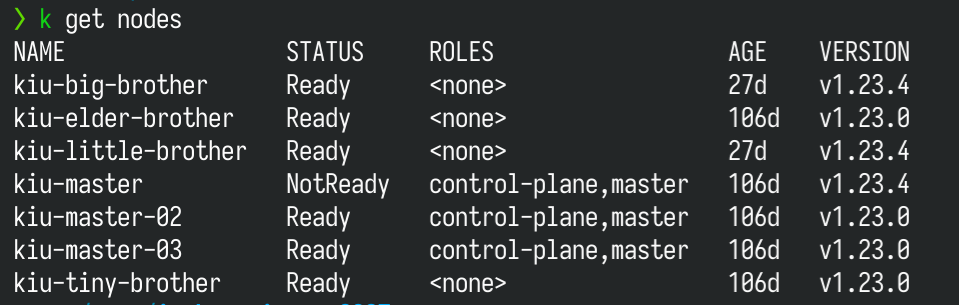 ❯ k get nodes
NAME STATUS ROLES AGE VERSION
kiu-big-brother Ready <none> 27d v1.23.4
kiu-elder-brother Ready <none> 106d v1.23.0
kiu-little-brother Ready <none> 27d v1.23.4
kiu-master NotReady control-plane,master 106d v1.23.4
kiu-master-02 Ready control-plane,master 106d v1.23.0
kiu-master-03 Ready control-plane,master 106d v1.23.0
kiu-tiny-brother Ready <none> 106d v1.23.0